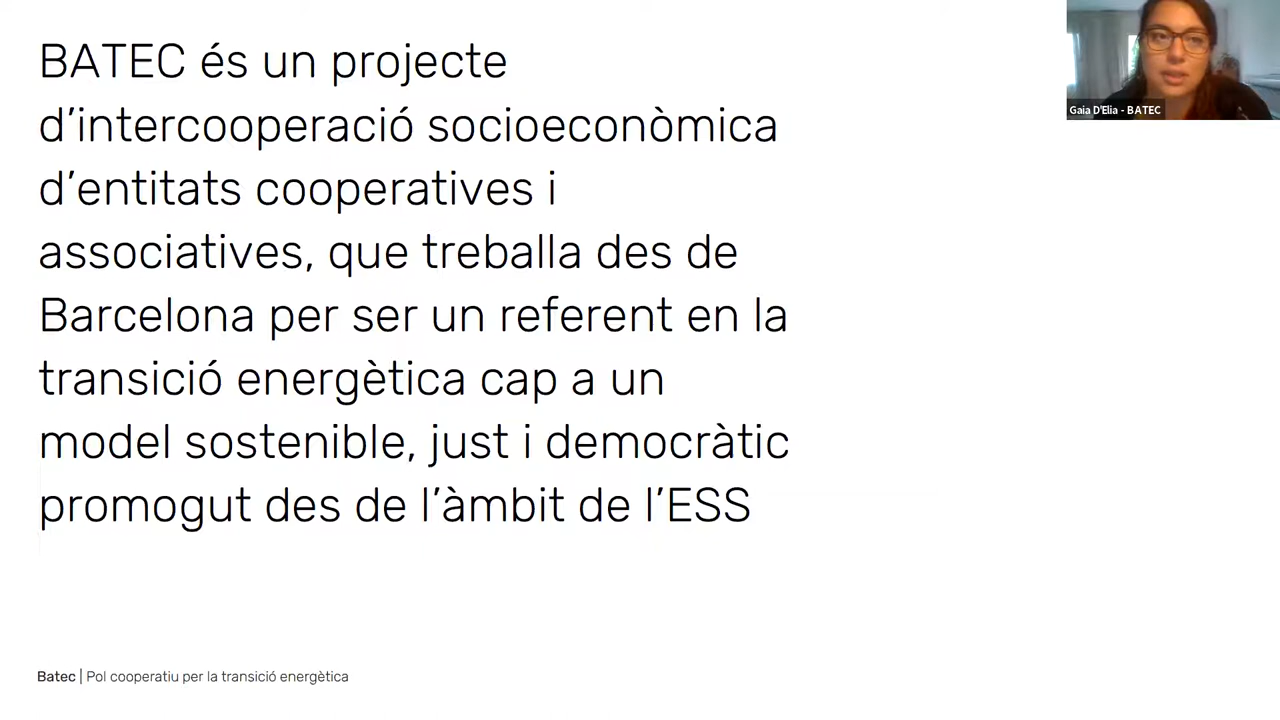 BATEC és un projecte
d’intercooperació socioeconòmica
d’entitats cooperatives i
associatives, que treballa des de
Barcelona per ser un referent en la
transició energètica cap a un
model sostenible, just i democràtic
promogut des de l’àmbit de l’ESS
Gaia D'Elia - BATEC
Batec | Pol cooperatiu per la transició energètica